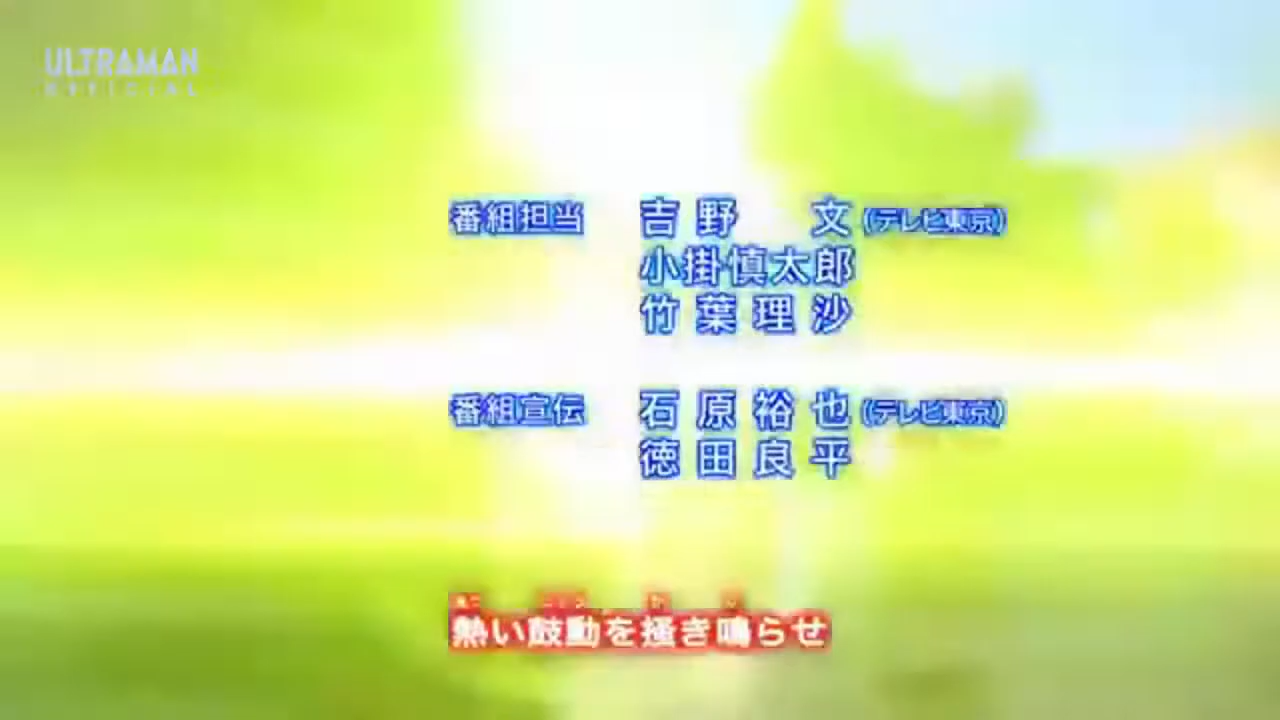 ULTRAMAN
OFFICIAL
番組担当 吉野 文 (テレビ東京)
小掛慎太郎
竹葉理沙
番組宣伝 石原裕也 (テレビ東京)
徳田良平
熱い鼓動を掻き鳴らせ